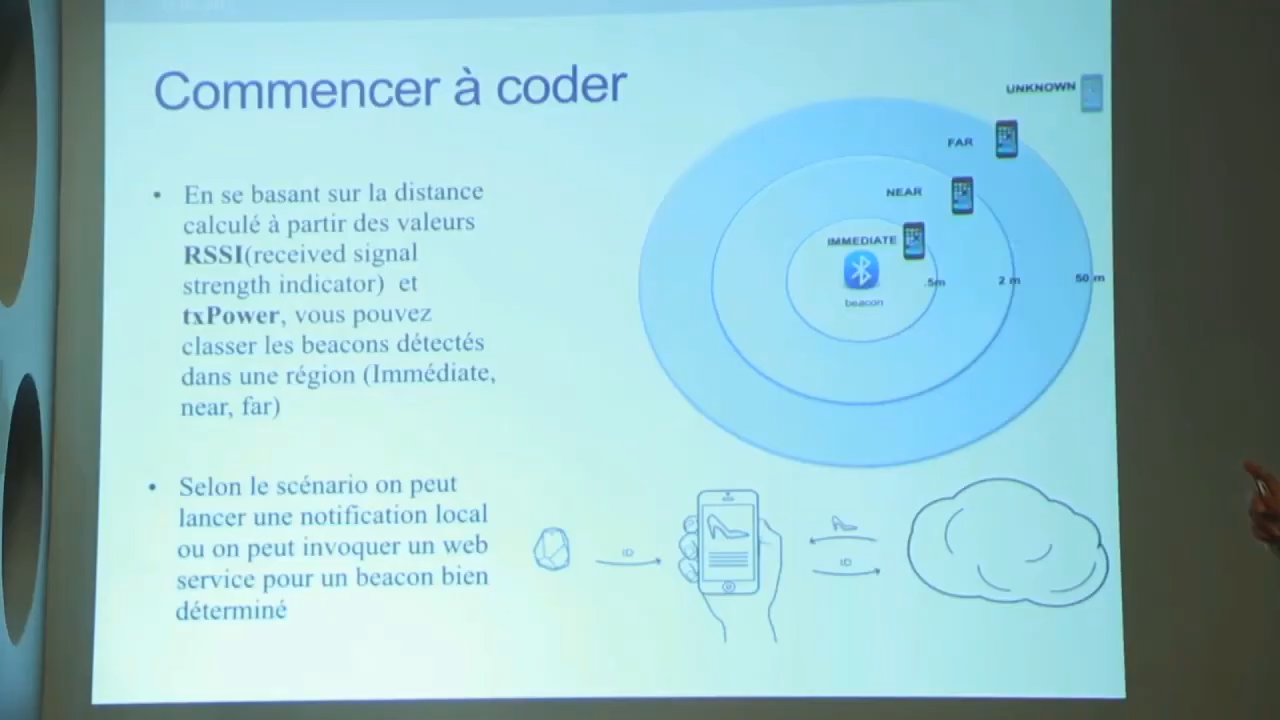 Commencer à coder
• En se basant sur la distance
calculé à partir des valeurs
RSSI(received signal
strength indicator) et
txPower, vous pouvez
classer les beacons détectés
dans une région (Immédiate,
near, far)
• Selon le scénario on peut
lancer une notification local
ou on peut invoquer un web
service pour un beacon bien
déterminé
UNKNOWN
FAR
NEAR
IMMEDIATE
beacon
.5m
2 m
50 m
ID
ID